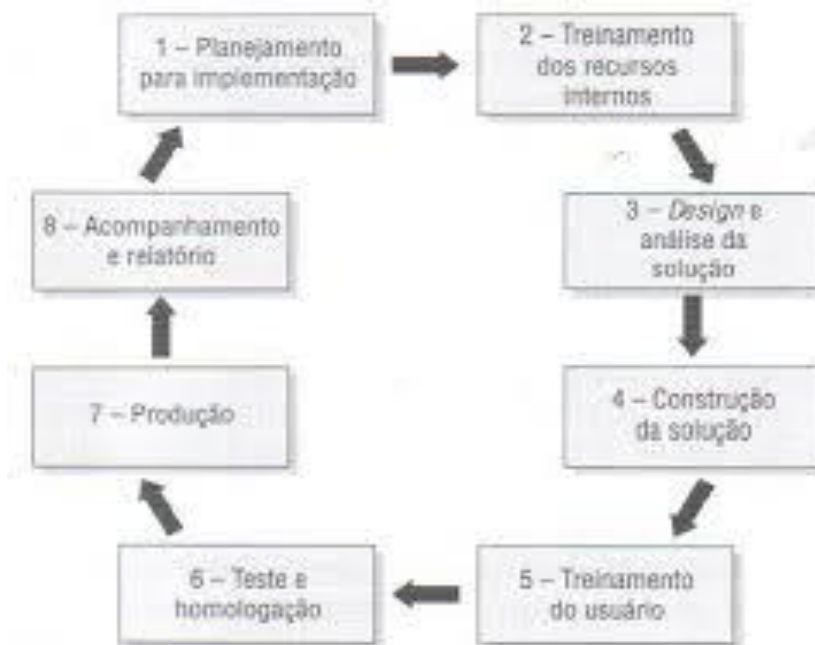 1 – Planejamento
para implementação
2 – Treinamento
dos recursos
internos
3 – Design e
análise da
solução
4 – Construção
da solução
5 – Treinamento
do usuário
6 – Teste e
homologação
7 – Produção
8 – Acompanhamento
e relatório